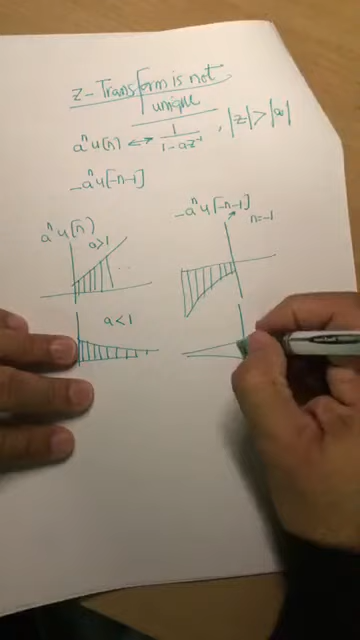 z-Transform is not
unique
aⁿu[n] ↔ 1/(1-az⁻¹), |z|>|a|
-aⁿu[-n-1]
aⁿu[n]
a>1
-aⁿu[-n-1]
n=-1
a<1